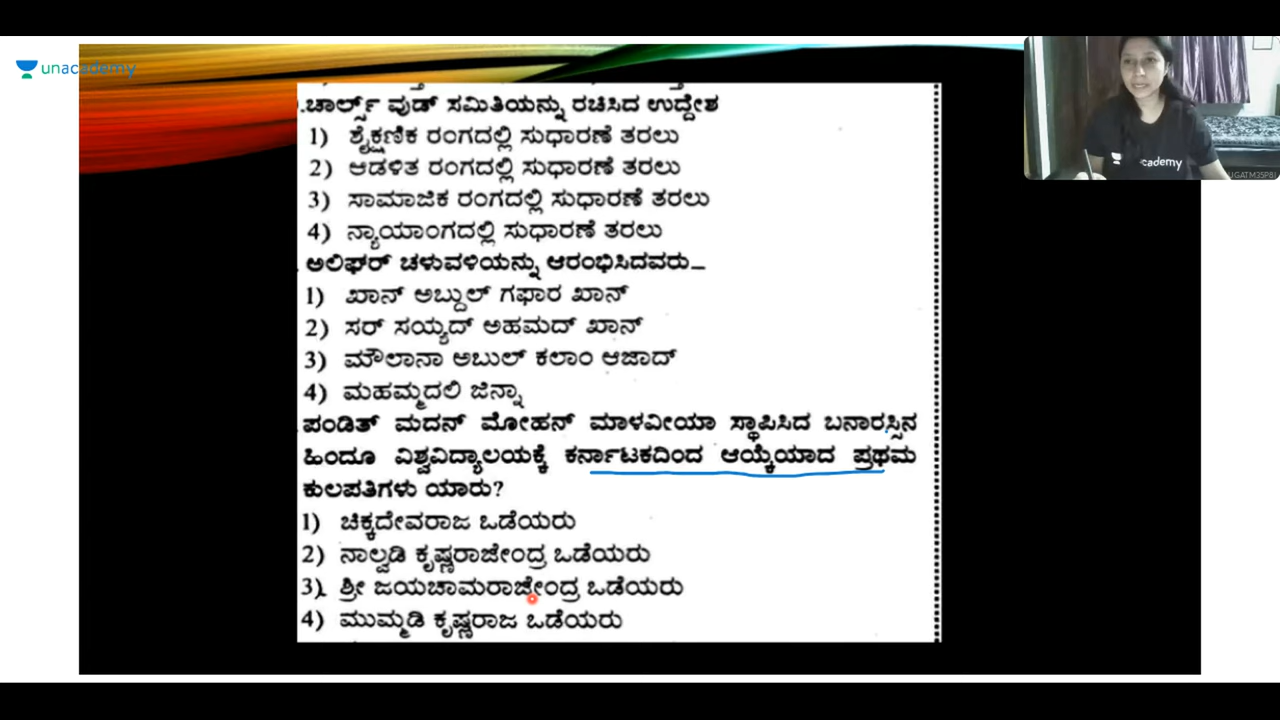 unacademy
.ಚಾರ್ಲ್ಸ್ ವುಡ್ ಸಮಿತಿಯನ್ನು ರಚಿಸಿದ ಉದ್ದೇಶ
1) ಶೈಕ್ಷಣಿಕ ರಂಗದಲ್ಲಿ ಸುಧಾರಣೆ ತರಲು
2) ಆಡಳಿತ ರಂಗದಲ್ಲಿ ಸುಧಾರಣೆ ತರಲು
3) ಸಾಮಾಜಿಕ ರಂಗದಲ್ಲಿ ಸುಧಾರಣೆ ತರಲು
4) ನ್ಯಾಯಾಂಗದಲ್ಲಿ ಸುಧಾರಣೆ ತರಲು
. ಅಲಿಘರ್ ಚಳುವಳಿಯನ್ನು ಆರಂಭಿಸಿದವರು_
1) ಖಾನ್ ಅಬ್ದುಲ್ ಗಫಾರ ಖಾನ್
2) ಸರ್ ಸಯ್ಯದ್ ಅಹಮದ್ ಖಾನ್
3) ಮೌಲಾನಾ ಅಬುಲ್ ಕಲಾಂ ಆಜಾದ್
4) ಮಹಮ್ಮದಲಿ ಜಿನ್ನಾ
ಪಂಡಿತ್ ಮದನ್ ಮೋಹನ್ ಮಾಳವೀಯಾ ಸ್ಥಾಪಿಸಿದ ಬನಾರಸ್ಸಿನ
ಹಿಂದೂ ವಿಶ್ವವಿದ್ಯಾಲಯಕ್ಕೆ ಕರ್ನಾಟಕದಿಂದ ಆಯ್ಕೆಯಾದ ಪ್ರಥಮ
ಕುಲಪತಿಗಳು ಯಾರು?
1) ಚಿಕ್ಕದೇವರಾಜ ಒಡೆಯರು
2) ನಾಲ್ವಡಿ ಕೃಷ್ಣರಾಜೇಂದ್ರ ಒಡೆಯರು
3) ಶ್ರೀ ಜಯಚಾಮರಾಜೇಂದ್ರ ಒಡೆಯರು
4) ಮುಮ್ಮಡಿ ಕೃಷ್ಣರಾಜ ಒಡೆಯರು
cademy